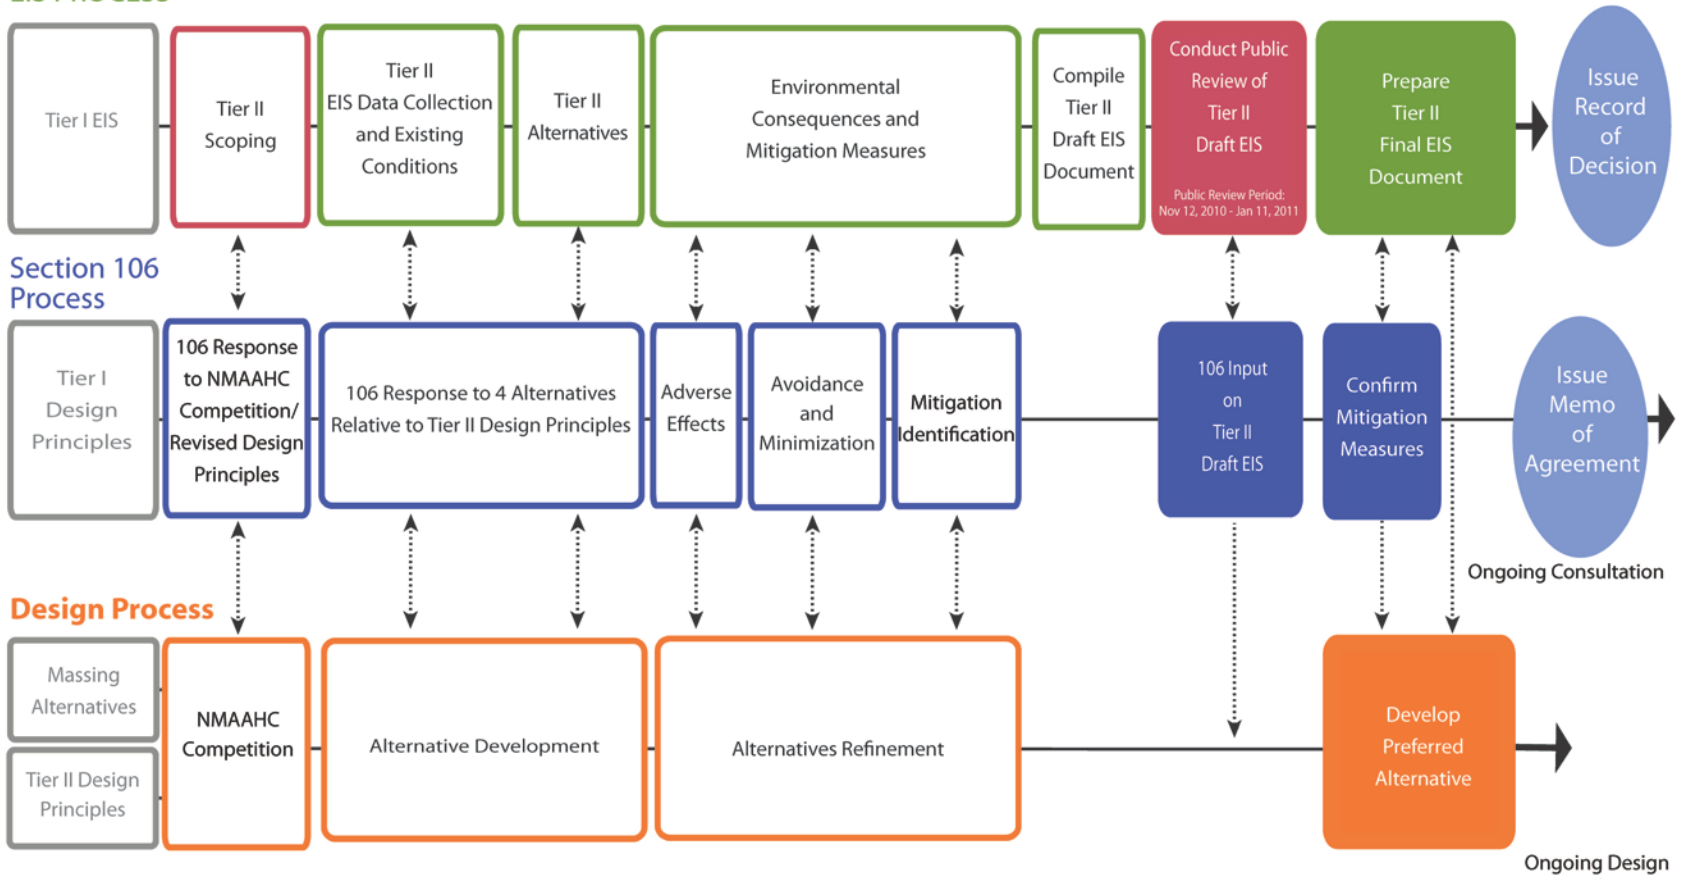 EIS PROCESS
Tier I EIS
Tier II
Scoping
Tier II
EIS Data Collection
and Existing
Conditions
Tier II
Alternatives
Environmental
Consequences and
Mitigation Measures
Compile
Tier II
Draft EIS
Document
Conduct Public
Review of
Tier II
Draft EIS
Public Review Period:
Nov 12, 2010 - Jan 11, 2011
Prepare
Tier II
Final EIS
Document
Issue
Record
of
Decision
Section 106
Process
Tier I
Design
Principles
106 Response
to NMAAHC
Competition/
Revised Design
Principles
106 Response to 4 Alternatives
Relative to Tier II Design Principles
Adverse
Effects
Avoidance
and
Minimization
Mitigation
Identification
106 Input
on
Tier II
Draft EIS
Confirm
Mitigation
Measures
Issue
Memo
of
Agreement
Ongoing Consultation
Design Process
Massing
Alternatives
Tier II Design
Principles
NMAAHC
Competition
Alternative Development
Alternatives Refinement
Develop
Preferred
Alternative
Ongoing Design